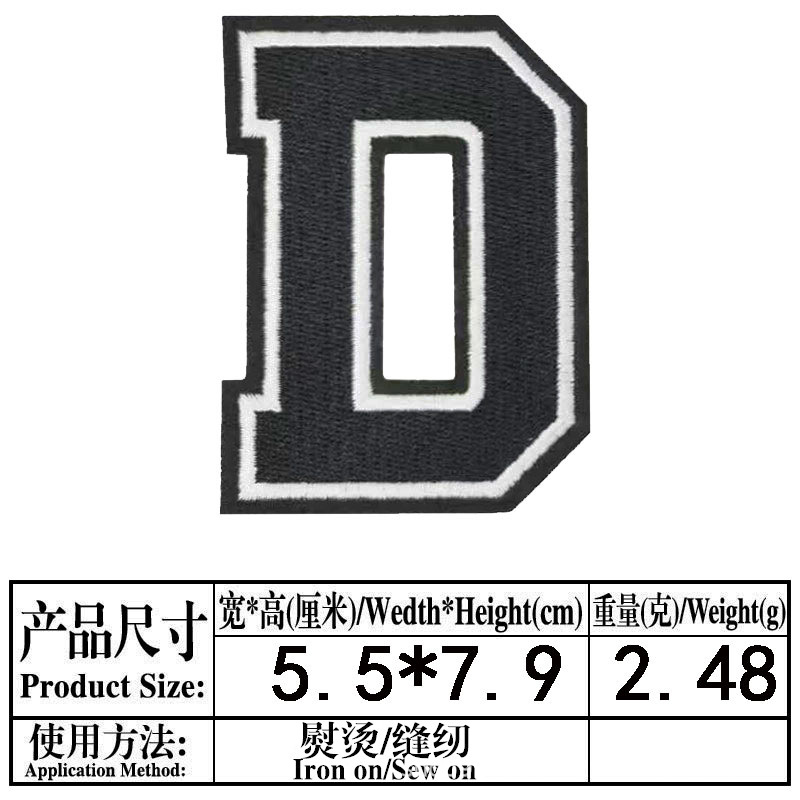 D
产品尺寸
Product Size:
宽*高(厘米)/Wedth*Height(cm)
重量(克)/Weight(g)
5.5*7.9
2.48
使用方法:
Application Method:
熨烫/缝纫
Iron on/Sew on